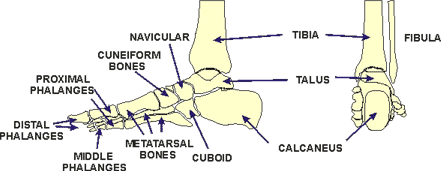 NAVICULAR
CUNEIFORM
BONES
PROXIMAL
PHALANGES
DISTAL
PHALANGES
MIDDLE
PHALANGES
METATARSAL
BONES
CUBOID
TIBIA
FIBULA
TALUS
CALCANEUS